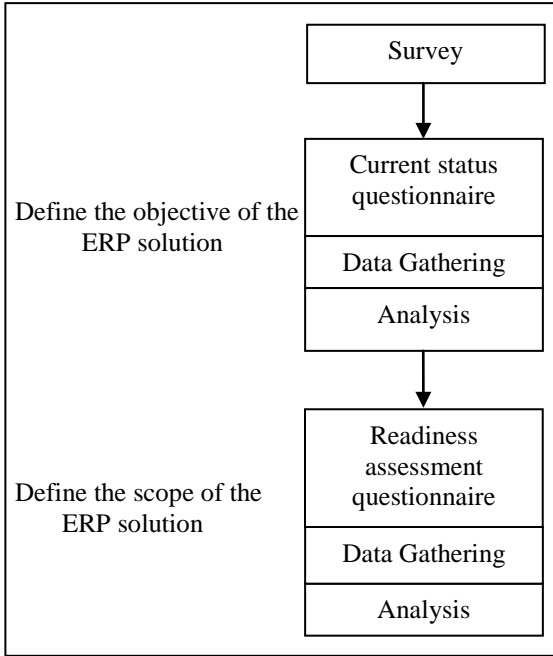 Survey
Current status
questionnaire
Define the objective of the
ERP solution
Data Gathering
Analysis
Readiness
assessment
questionnaire
Define the scope of the
ERP solution
Data Gathering
Analysis